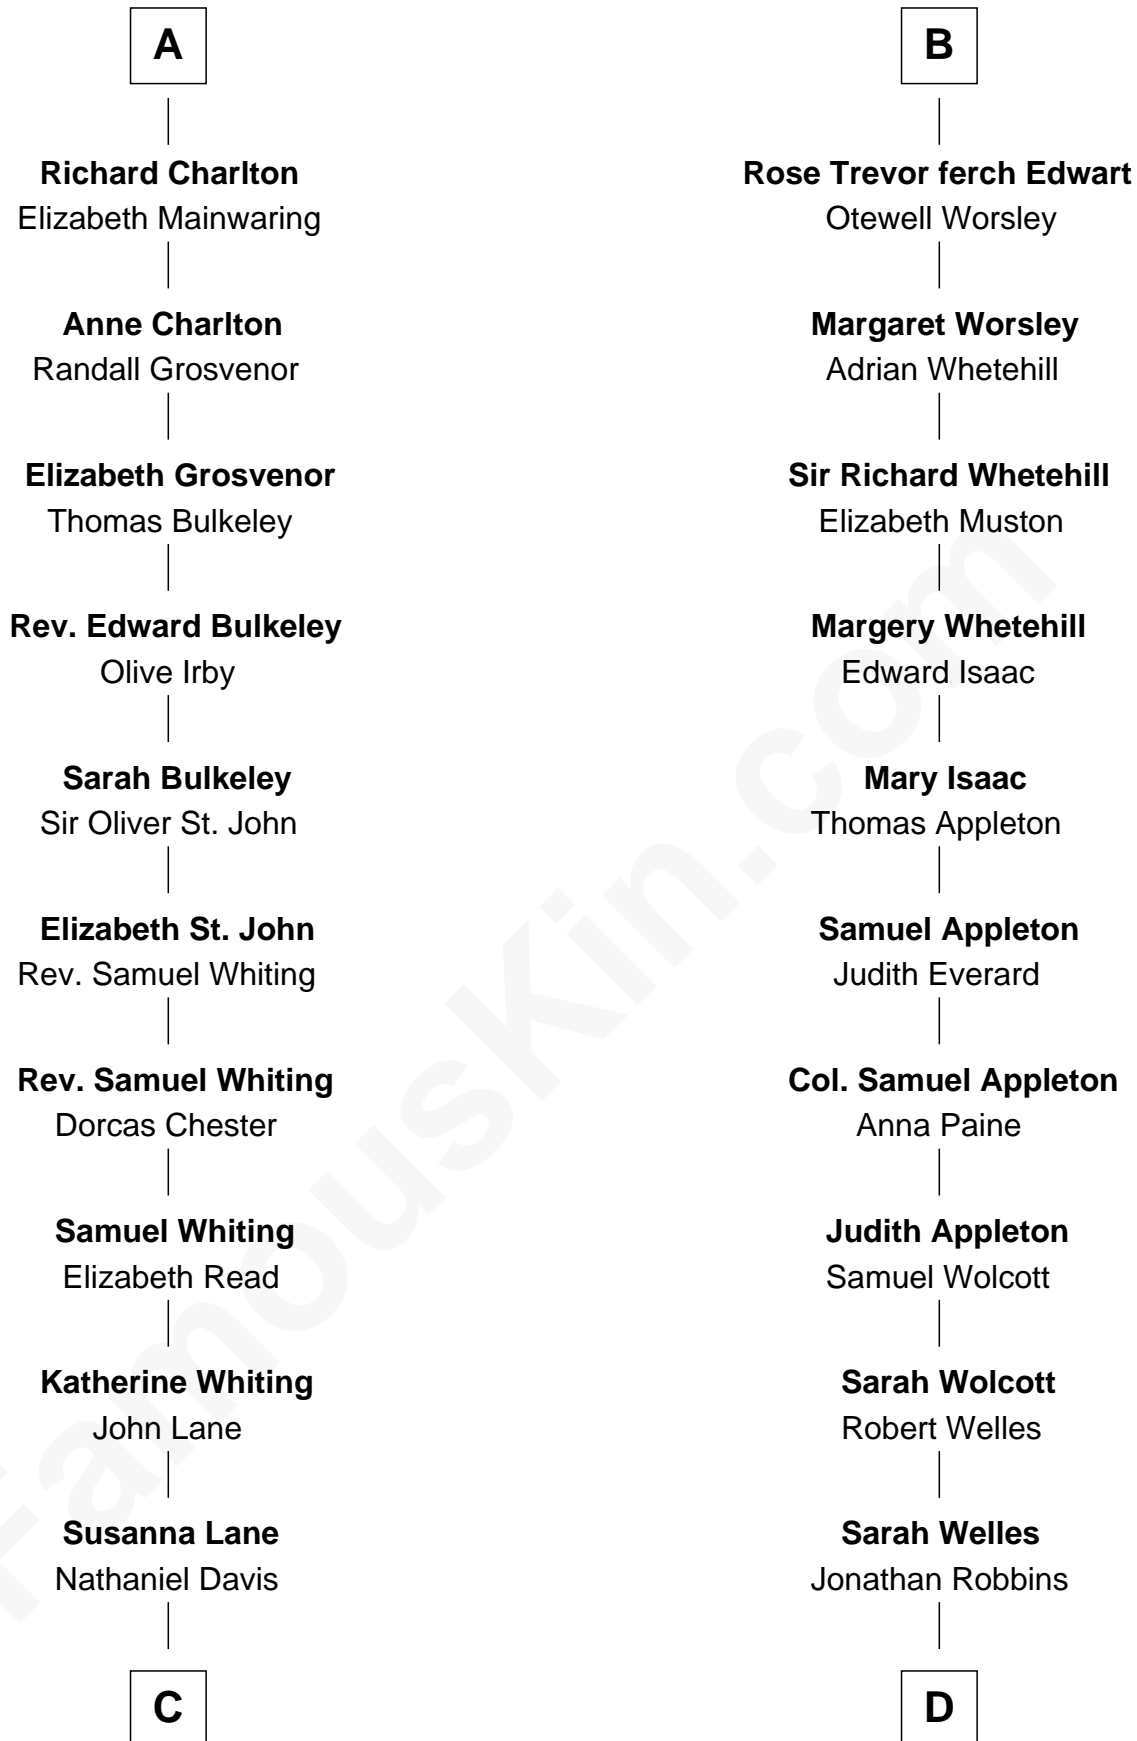 A
Richard Charlton
Elizabeth Mainwaring
Anne Charlton
Randall Grosvenor
Elizabeth Grosvenor
Thomas Bulkeley
Rev. Edward Bulkeley
Olive Irby
Sarah Bulkeley
Sir Oliver St. John
Elizabeth St. John
Rev. Samuel Whiting
Rev. Samuel Whiting
Dorcas Chester
Samuel Whiting
Elizabeth Read
Katherine Whiting
John Lane
Susanna Lane
Nathaniel Davis
C
B
Rose Trevor ferch Edwart
Otewell Worsley
Margaret Worsley
Adrian Whetehill
Sir Richard Whetehill
Elizabeth Muston
Margery Whetehill
Edward Isaac
Mary Isaac
Thomas Appleton
Samuel Appleton
Judith Everard
Col. Samuel Appleton
Anna Paine
Judith Appleton
Samuel Wolcott
Sarah Wolcott
Robert Welles
Sarah Welles
Jonathan Robbins
D
FamousKin.com